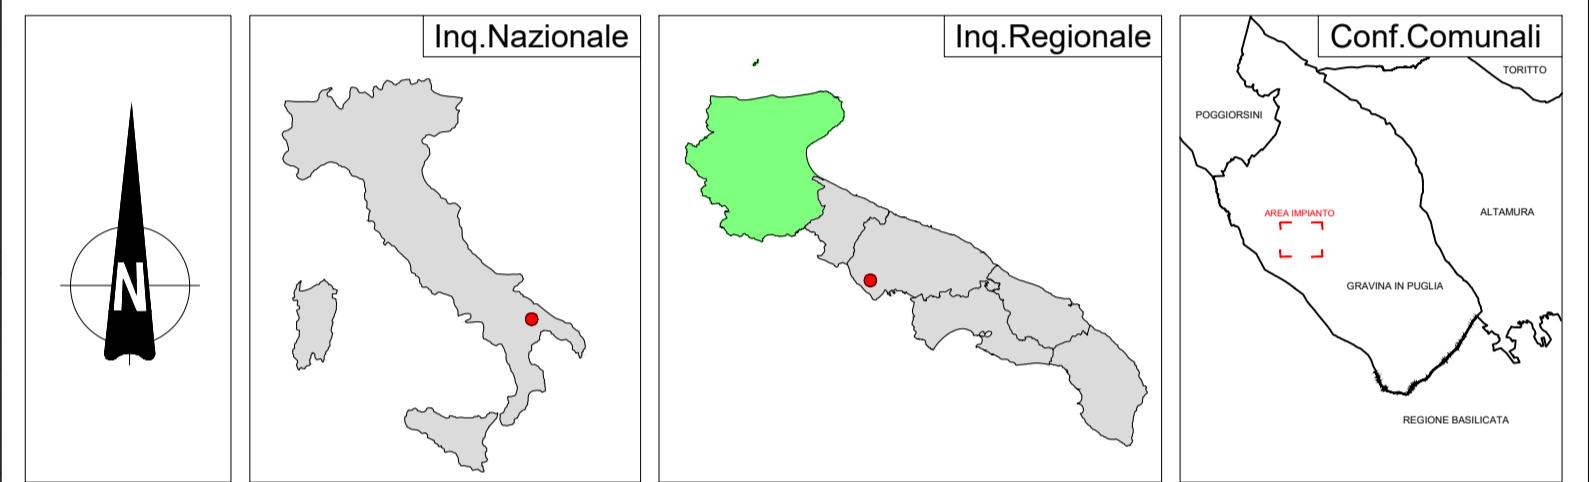 N
Inq.Nazionale
Inq.Regionale
Conf.Comunali
TORITTO
POGGIORSINI
AREA IMPIANTO
ALTAMURA
GRAVINA IN PUGLIA
REGIONE BASILICATA